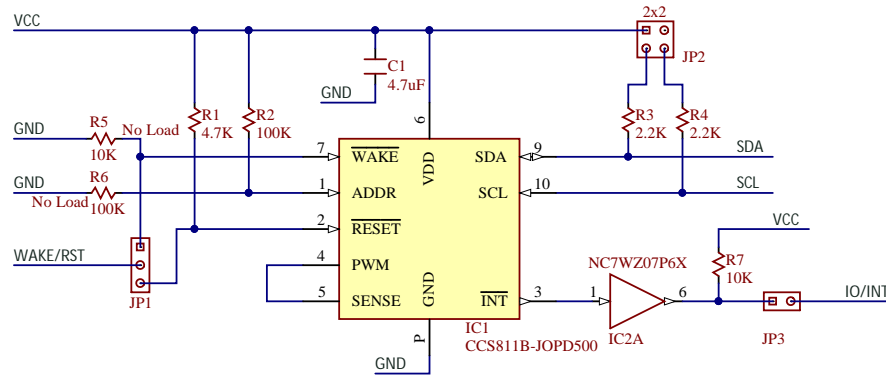 VCC
2x2
JP2
C1
4.7uF
GND
R1
4.7K
R2
100K
R3
2.2K
R4
2.2K
GND
R5
10K
No Load
6
7
WAKE
VDD
SDA
9
SDA
GND
R6
No Load
100K
1
ADDR
SCL
10
SCL
2
RESET
VCC
WAKE/RST
JP1
4
PWM
GND
NC7WZ07P6X
R7
10K
5
SENSE
INT
3
1
6
IO/INT
P
IC1
CCS811B-JOPD500
IC2A
JP3
GND